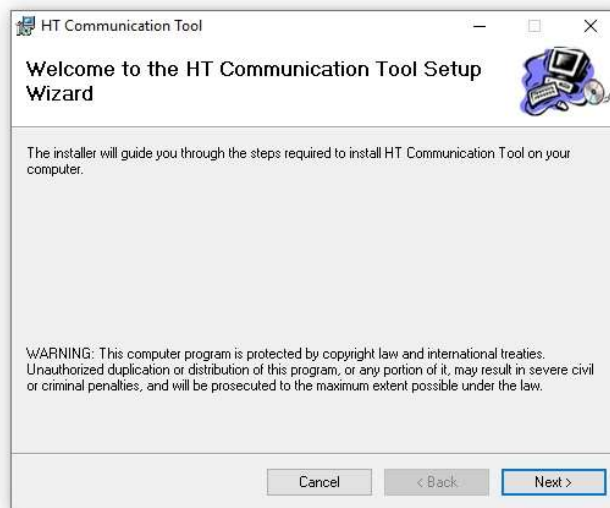 HT Communication Tool
Welcome to the HT Communication Tool Setup
Wizard
The installer will guide you through the steps required to install HT Communication Tool on your
computer.
WARNING: This computer program is protected by copyright law and international treaties.
Unauthorized duplication or distribution of this program, or any portion of it, may result in severe civil
or criminal penalties, and will be prosecuted to the maximum extent possible under the law.
Cancel < Back Next >